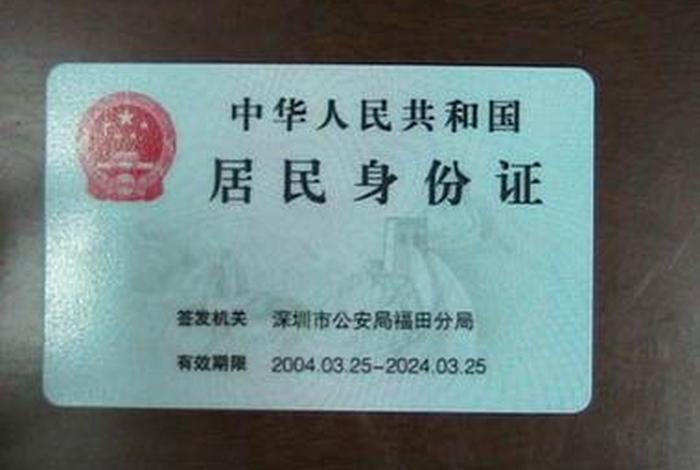 中华人民共和国
居民身份证
签发机关 深圳市公安局福田分局
有效期限 2004.03.25-2024.03.25